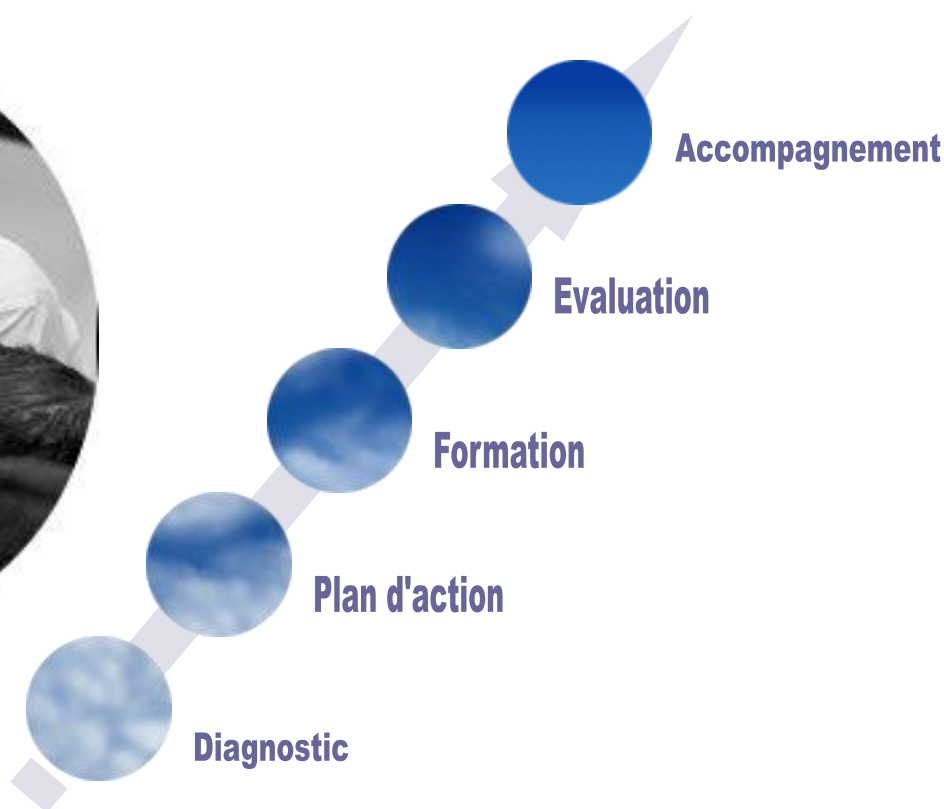 Accompagnement
Evaluation
Formation
Plan d'action
Diagnostic